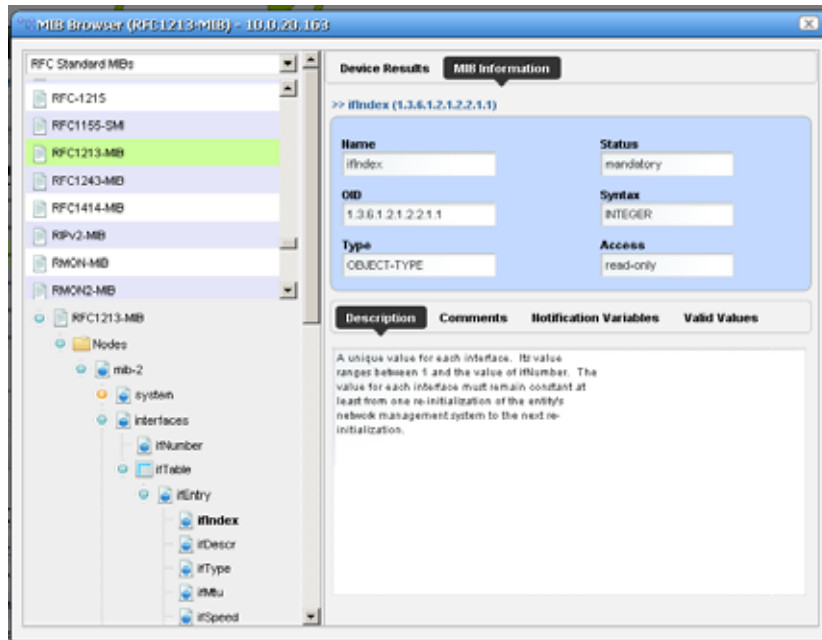 MIB Browser (RFC1213-MIB) - 10.0.20.163
RFC Standard MIBs
RFC-1215
RFC1155-SMI
RFC1213-MIB
RFC1243-MIB
RFC1414-MIB
RIPv2-MIB
RMON-MIB
RMON2-MIB
RFC1213-MIB
Nodes
mib-2
system
interfaces
ifNumber
ifTable
ifEntry
ifIndex
ifDescr
ifType
ifMtu
ifSpeed
Device Results MIB Information
>> ifIndex (1.3.6.1.2.1.2.2.1.1)
Name Status
ifIndex mandatory
OID Syntax
1.3.6.1.2.1.2.2.1.1 INTEGER
Type Access
OBJECT-TYPE read-only
Description Comments Notification Variables Valid Values
A unique value for each interface. Its value
ranges between 1 and the value of ifNumber. The
value for each interface must remain constant at
least from one re-initialization of the entity's
network management system to the next re-
initialization.